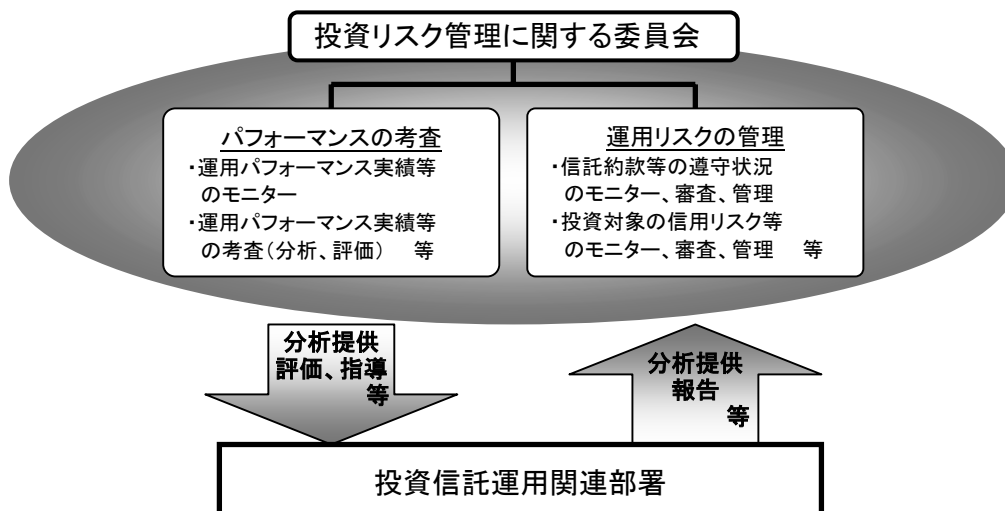 投資リスク管理に関する委員会
パフォーマンスの考査
・運用パフォーマンス実績等
のモニター
・運用パフォーマンス実績等
の考査(分析、評価) 等
運用リスクの管理
・信託約款等の遵守状況
のモニター、審査、管理
・投資対象の信用リスク等
のモニター、審査、管理 等
分析提供
評価、指導
等
分析提供
報告
等
投資信託運用関連部署